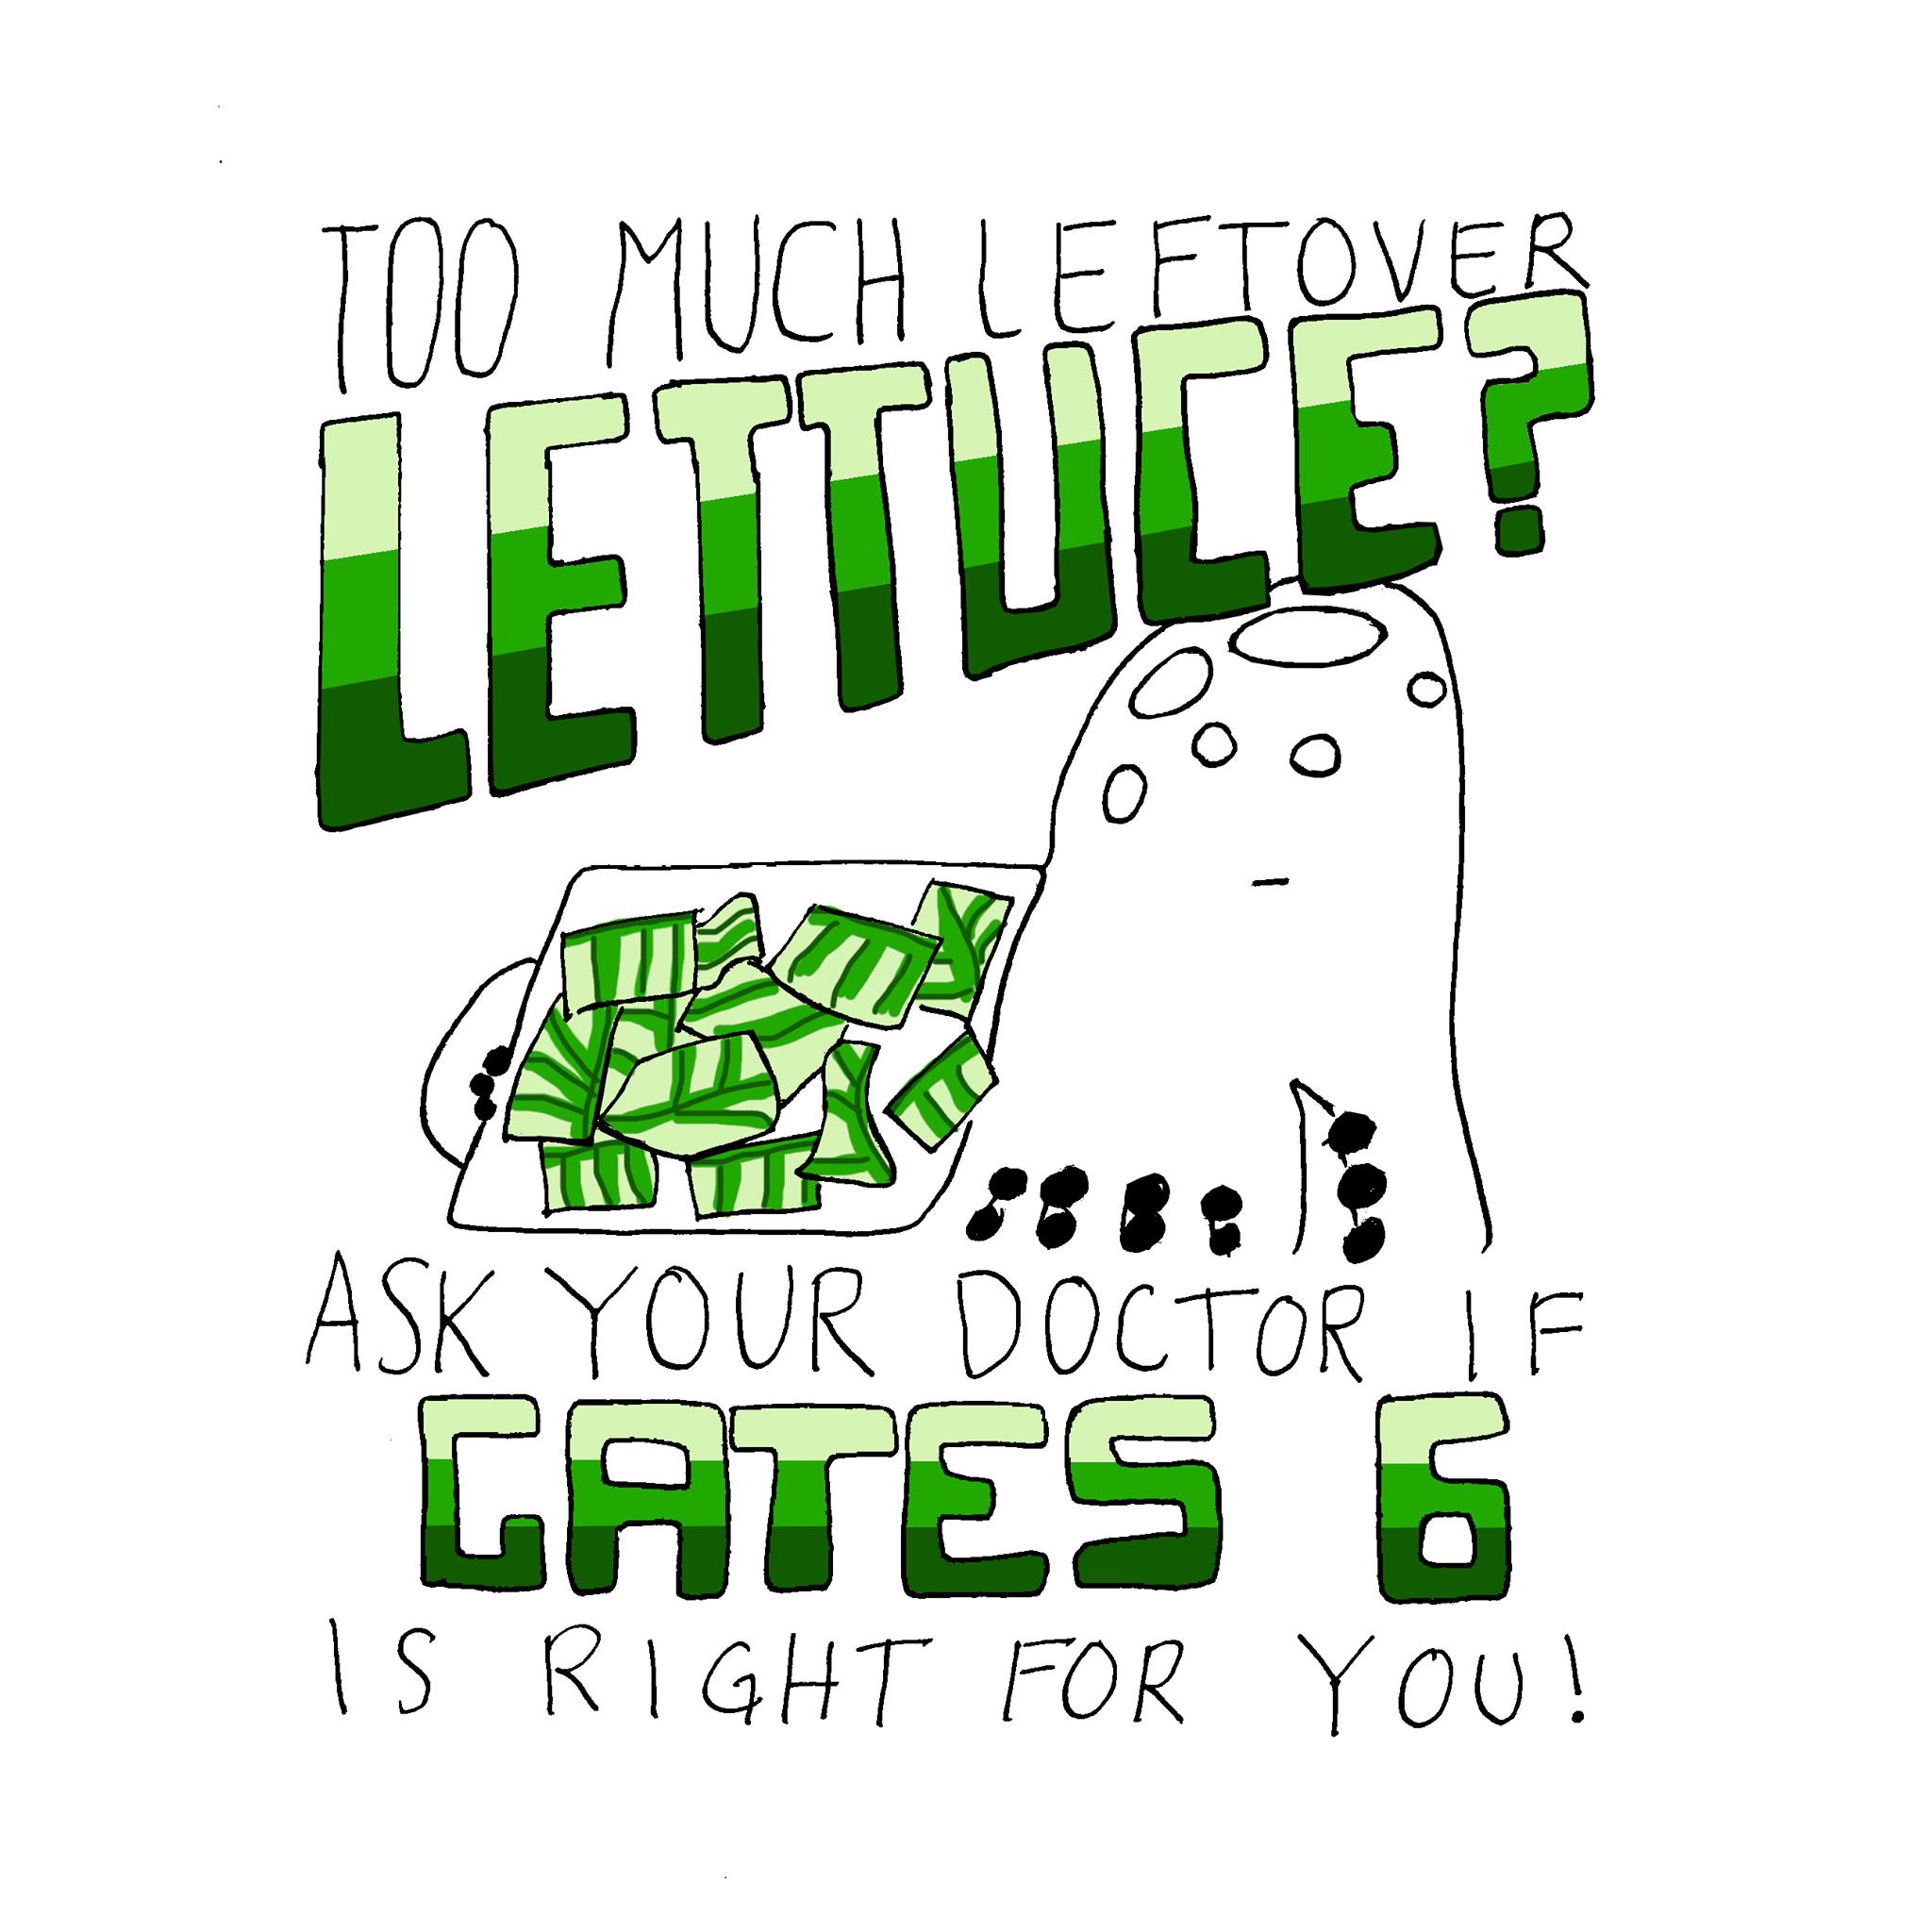 TOO MUCH LEFTOVER
LETTUCE?
ASK YOUR DOCTOR IF
GATES 6
IS RIGHT FOR YOU!